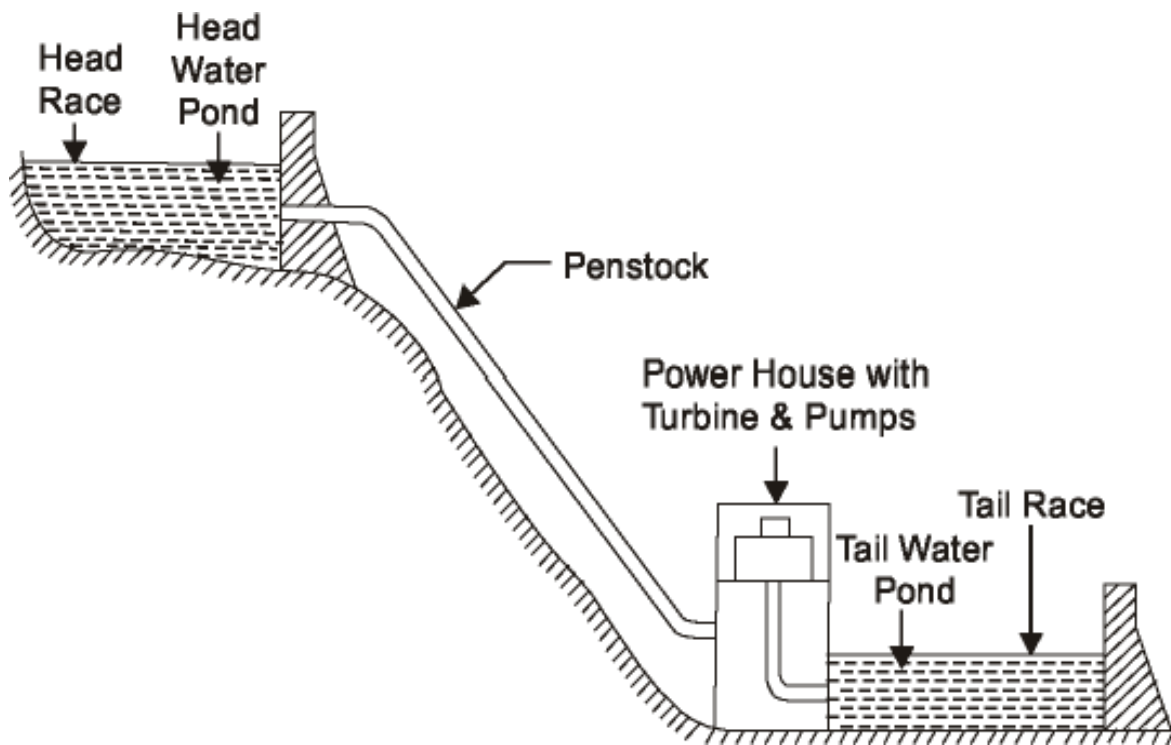 Head
Race
Head
Water
Pond
Penstock
Power House with
Turbine & Pumps
Tail Race
Tail Water
Pond